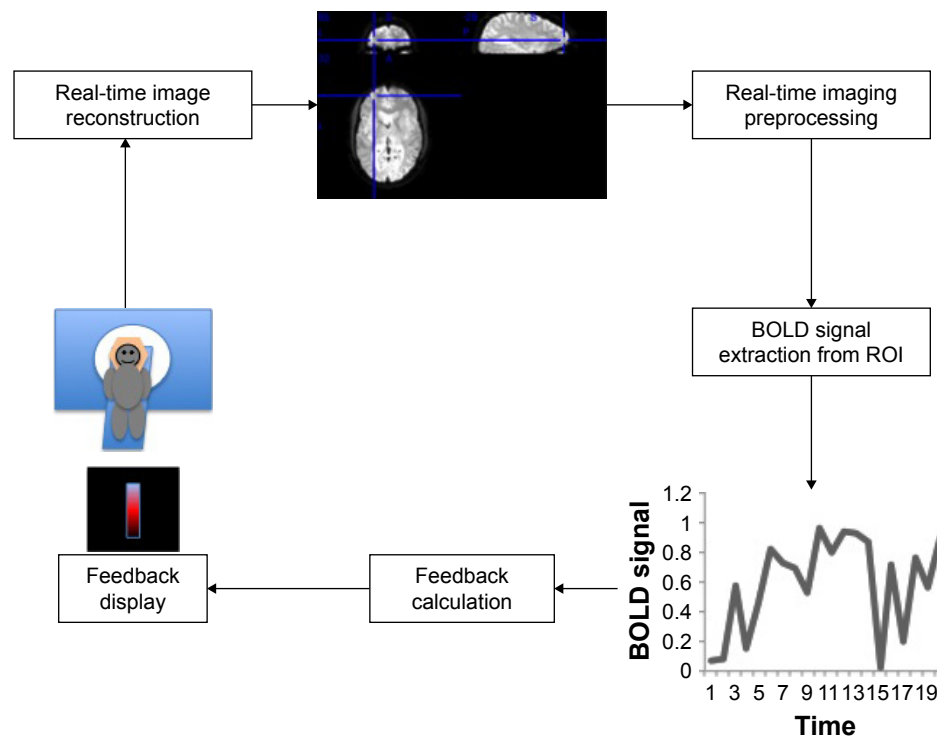 Real-time image
reconstruction
Real-time imaging
preprocessing
BOLD signal
extraction from ROI
BOLD signal
1.2
1
0.8
0.6
0.4
0.2
0
1 3 5 7 9 11 13 15 17 19
Time
Feedback
calculation
Feedback
display